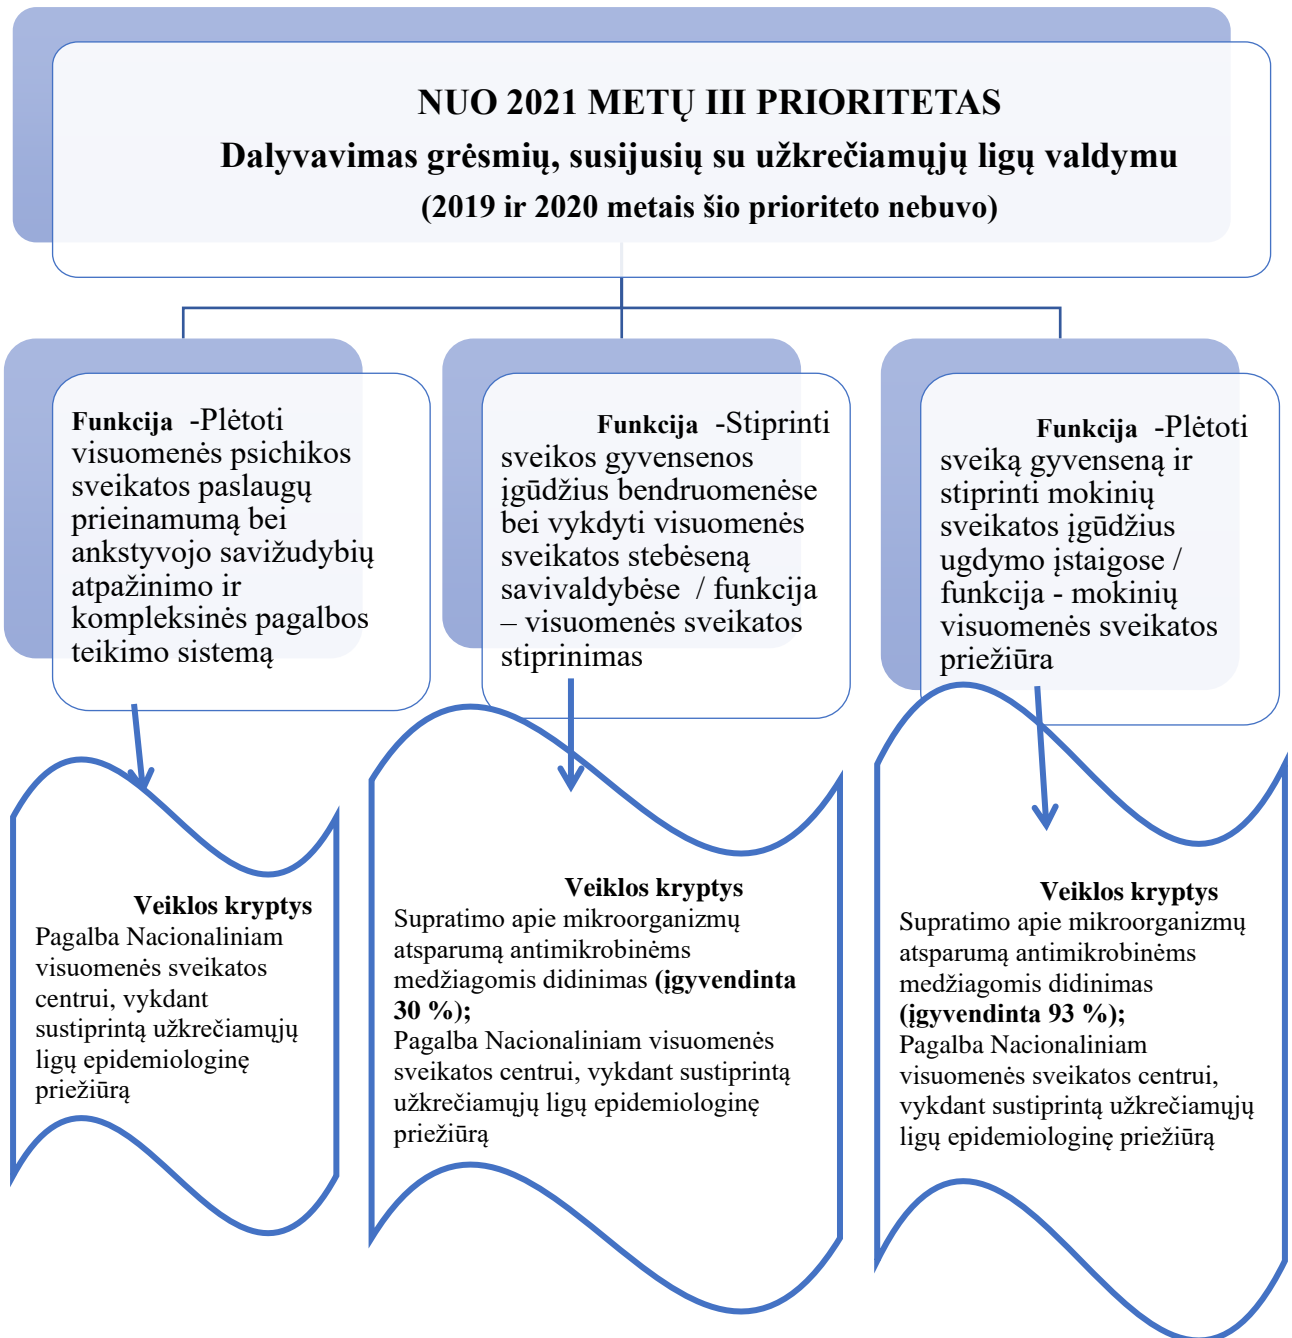 NUO 2021 METŲ III PRIORITETAS
Dalyvavimas grėsmių, susijusių su užkrečiamųjų ligų valdymu
(2019 ir 2020 metais šio prioriteto nebuvo)
Funkcija -Plėtoti
visuomenės psichikos
sveikatos paslaugų
prieinamumą bei
ankstyvojo savižudybių
atpažinimo ir
kompleksinės pagalbos
teikimo sistemą
Funkcija -Stiprinti
sveikos gyvensenos
įgūdžius bendruomenėse
bei vykdyti visuomenės
sveikatos stebėseną
savivaldybėse / funkcija
– visuomenės sveikatos
stiprinimas
Funkcija -Plėtoti
sveiką gyvenseną ir
stiprinti mokinių
sveikatos įgūdžius
ugdymo įstaigose /
funkcija - mokinių
visuomenės sveikatos
priežiūra
Veiklos kryptys
Pagalba Nacionaliniam
visuomenės sveikatos
centrui, vykdant
sustiprintą užkrečiamųjų
ligų epidemiologinę
priežiūrą
Veiklos kryptys
Supratimo apie mikroorganizmų
atsparumą antimikrobinėms
medžiagomis didinimas (įgyvendinta
30 %);
Pagalba Nacionaliniam visuomenės
sveikatos centrui, vykdant sustiprintą
užkrečiamųjų ligų epidemiologinę
priežiūrą
Veiklos kryptys
Supratimo apie mikroorganizmų
atsparumą antimikrobinėms
medžiagomis didinimas
(įgyvendinta 93 %);
Pagalba Nacionaliniam
visuomenės sveikatos centrui,
vykdant sustiprintą užkrečiamųjų
ligų epidemiologinę priežiūrą